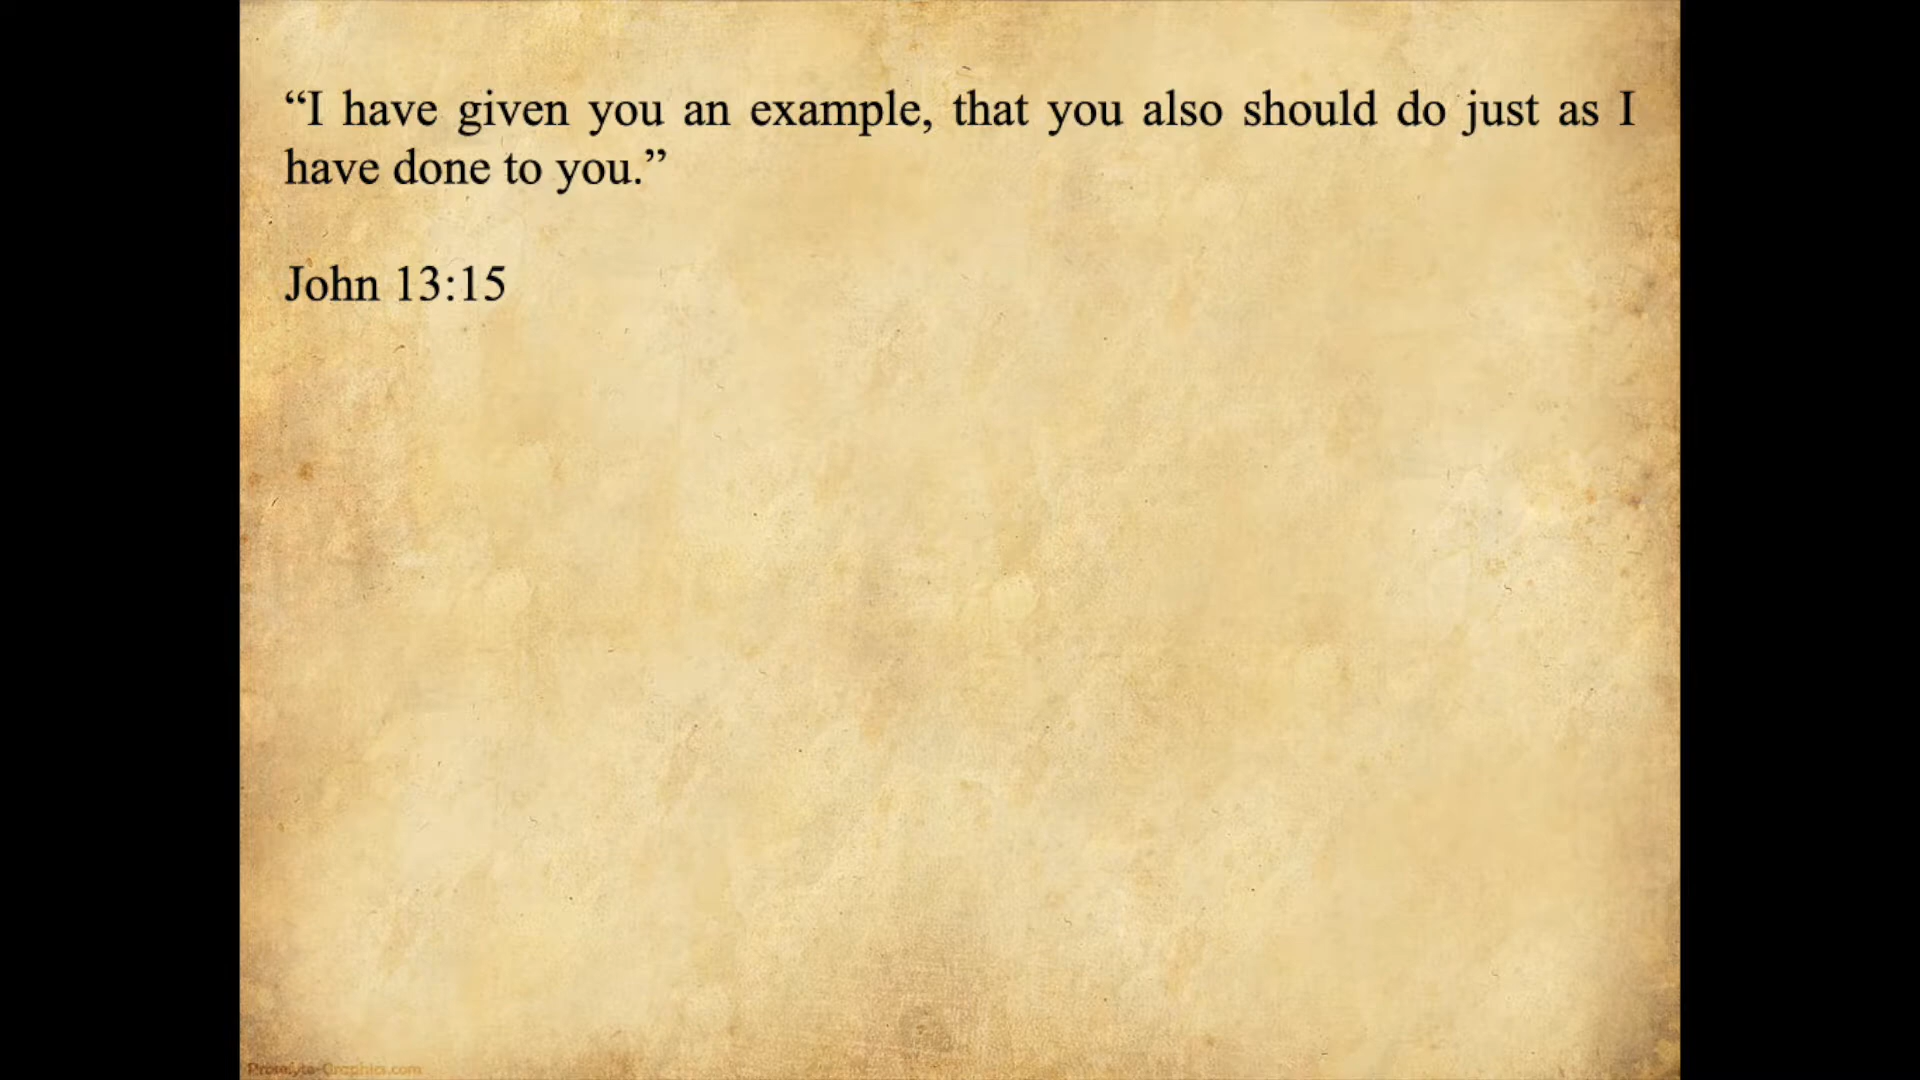 “I have given you an example, that you also should do just as I
have done to you.”
John 13:15